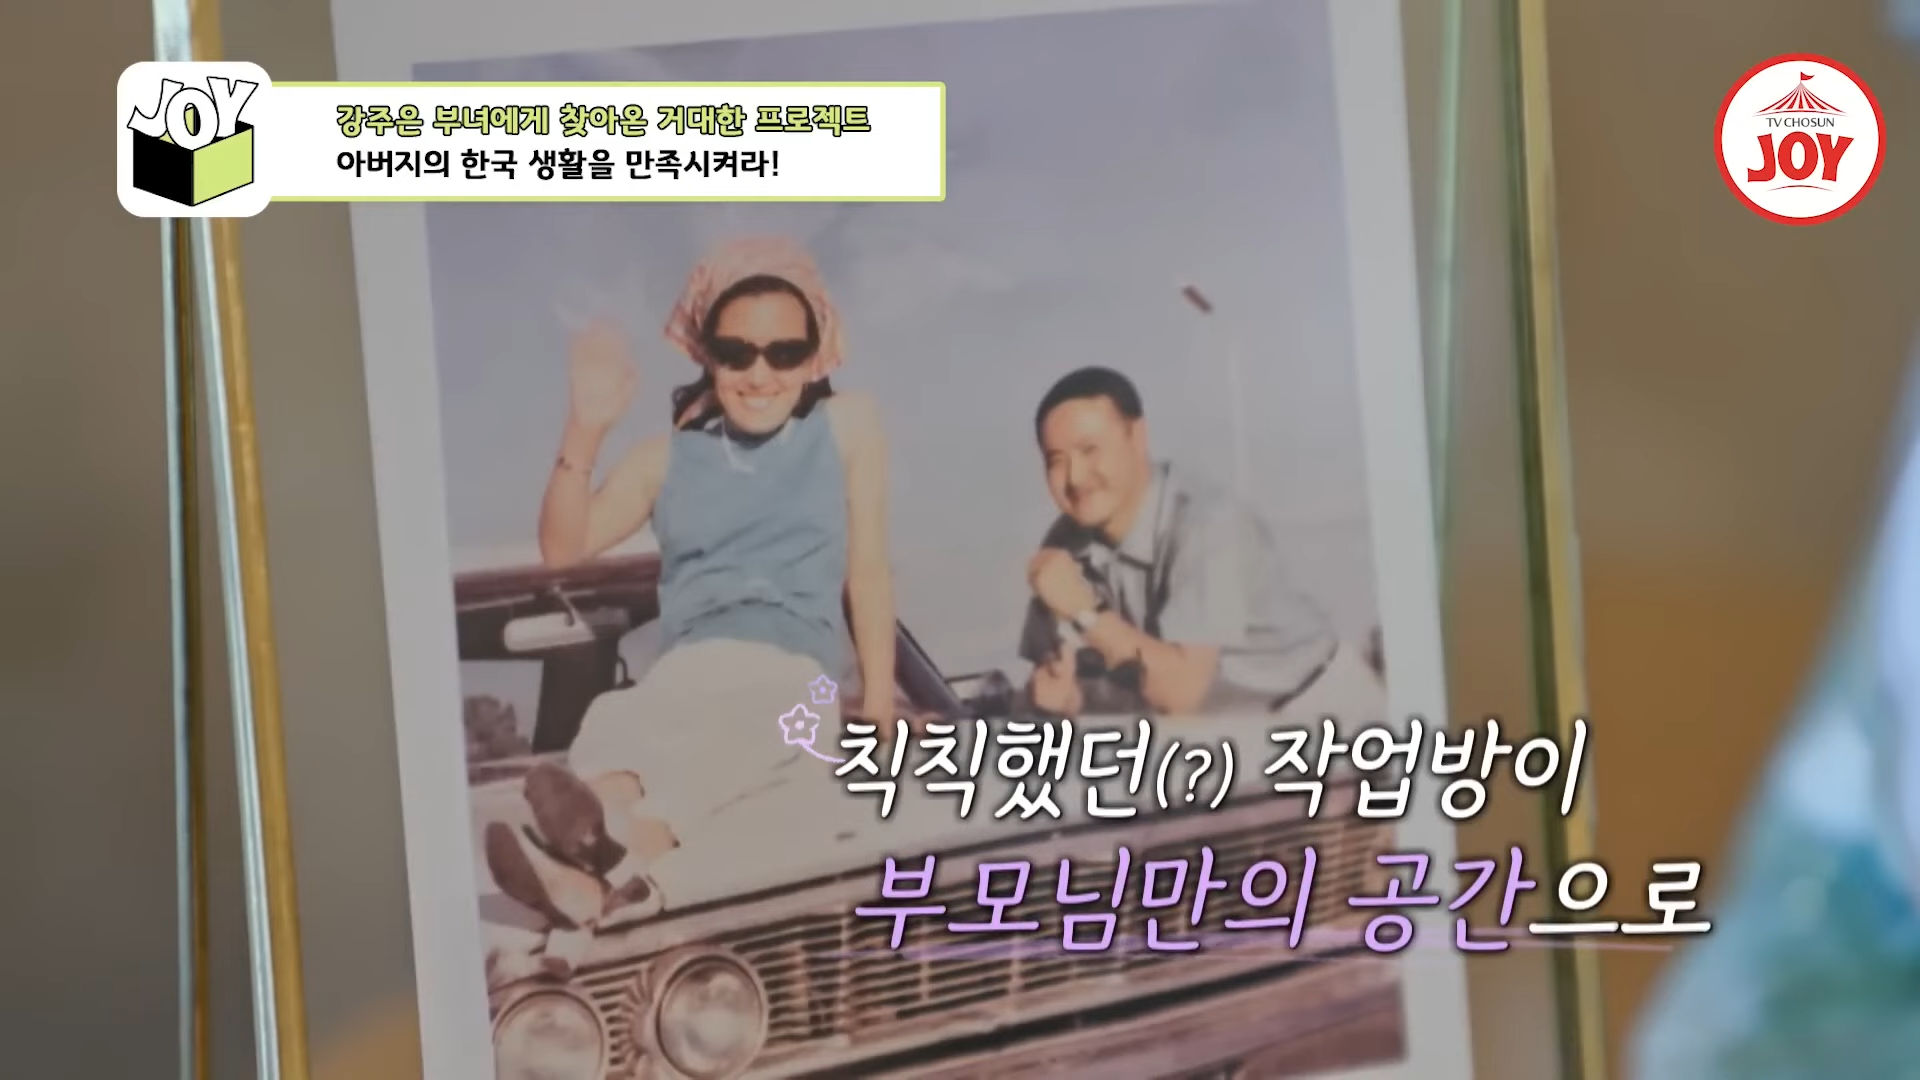 JOY
강주은 부녀에게 찾아온 거대한 프로젝트
아버지의 한국 생활을 만족시켜라!
TV CHOSUN
JOY
칙칙했던(?) 작업방이
부모님만의 공간으로